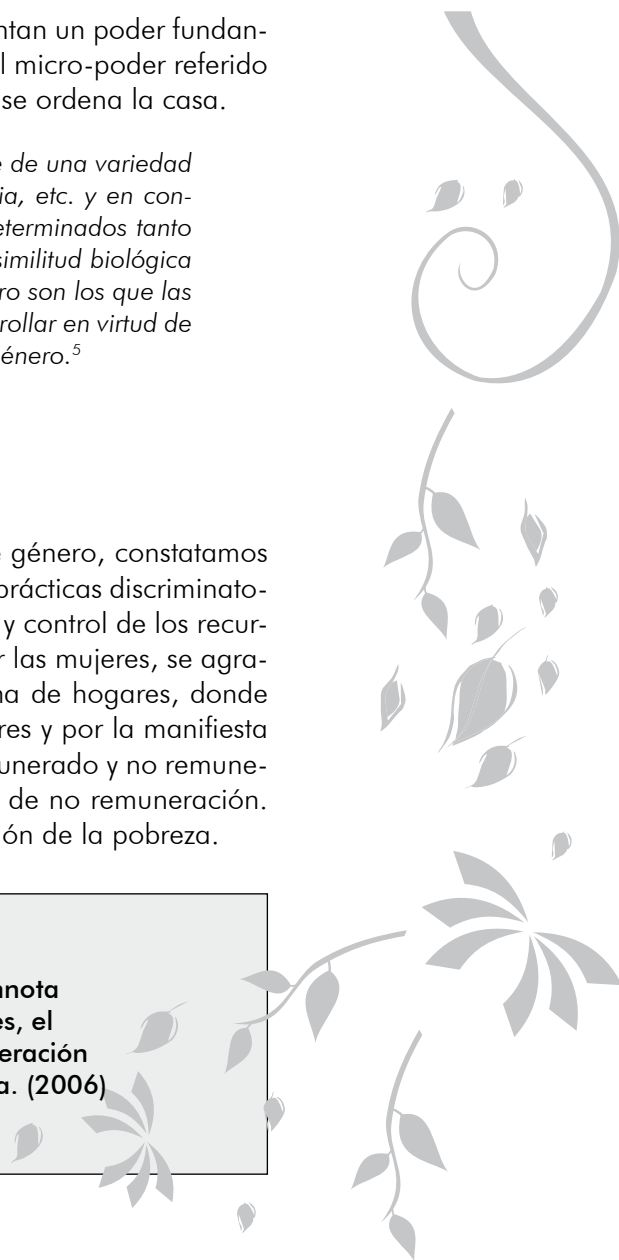 ntan un poder fundan-
l micro-poder referido
se ordena la casa.
e de una variedad
ia, etc. y en con-
eterminados tanto
similitud biológica
ro son los que las
rollar en virtud de
énero.5
e género, constatamos
prácticas discriminato-
y control de los recur-
r las mujeres, se agra-
na de hogares, donde
res y por la manifiesta
unerado y no remune-
de no remuneración.
ión de la pobreza.
nnota
es, el
eración
a. (2006)